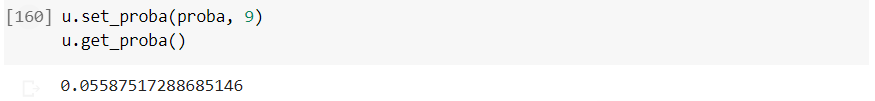 [160] u.set_proba(proba, 9)
u.get_proba()
0.05587517288685146